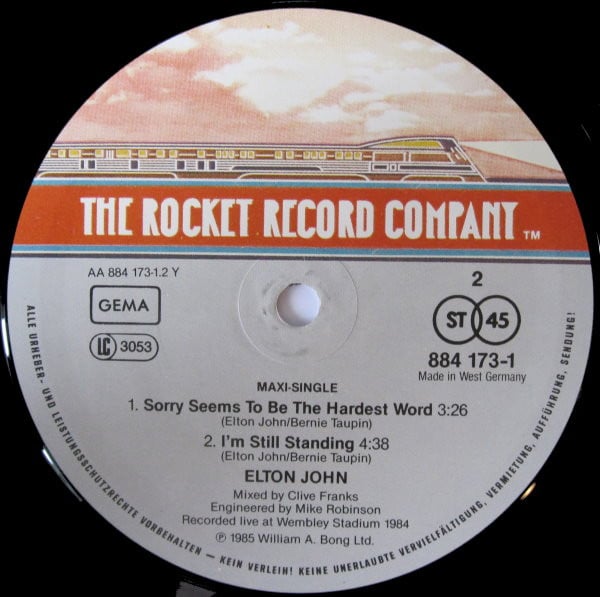 THE ROCKET RECORD COMPANY TM
AA 884 173-1.2 Y
GEMA
LC 3053
2
ST 45
884 173-1
Made in West Germany
MAXI-SINGLE
1. Sorry Seems To Be The Hardest Word 3:26
(Elton John/Bernie Taupin)
2. I'm Still Standing 4:38
(Elton John/Bernie Taupin)
ELTON JOHN
Mixed by Clive Franks
Engineered by Mike Robinson
Recorded live at Wembley Stadium 1984
℗ 1985 William A. Bong Ltd.
ALLE URHEBER- UND LEISTUNGSSCHUTZRECHTE VORBEHALTEN – KEIN VERLEIH! KEINE UNERLAUBTE VERVIELFÄLTIGUNG, VERMIETUNG, AUFFÜHRUNG, SENDUNG!